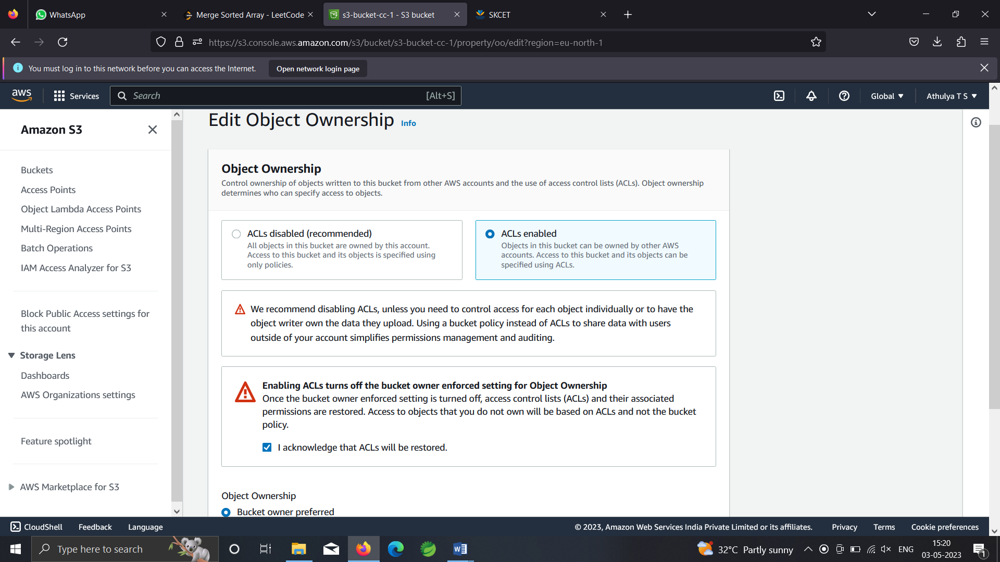 WhatsApp
Merge Sorted Array - LeetCode
s3-bucket-cc-1 - S3 bucket
SKCET
https://s3.console.aws.amazon.com/s3/bucket/s3-bucket-cc-1/property/oo/edit?region=eu-north-1
You must log in to this network before you can access the Internet.
Open network login page
aws
Services
Search
[Alt+S]
Global
Athulya T S
Amazon S3
Buckets
Access Points
Object Lambda Access Points
Multi-Region Access Points
Batch Operations
IAM Access Analyzer for S3
Block Public Access settings for
this account
Storage Lens
Dashboards
AWS Organizations settings
Feature spotlight
AWS Marketplace for S3
Edit Object Ownership Info
Object Ownership
Control ownership of objects written to this bucket from other AWS accounts and the use of access control lists (ACLs). Object ownership
determines who can specify access to objects.
ACLs disabled (recommended)
All objects in this bucket are owned by this account.
Access to this bucket and its objects is specified using
only policies.
ACLs enabled
Objects in this bucket can be owned by other AWS
accounts. Access to this bucket and its objects can be
specified using ACLs.
We recommend disabling ACLs, unless you need to control access for each object individually or to have the
object writer own the data they upload. Using a bucket policy instead of ACLs to share data with users
outside of your account simplifies permissions management and auditing.
Enabling ACLs turns off the bucket owner enforced setting for Object Ownership
Once the bucket owner enforced setting is turned off, access control lists (ACLs) and their associated
permissions are restored. Access to objects that you do not own will be based on ACLs and not the bucket
policy.
I acknowledge that ACLs will be restored.
Object Ownership
Bucket owner preferred
CloudShell
Feedback
Language
© 2023, Amazon Web Services India Private Limited or its affiliates.
Privacy
Terms
Cookie preferences
Type here to search
32°C Partly sunny
ENG
15:20
03-05-2023
1